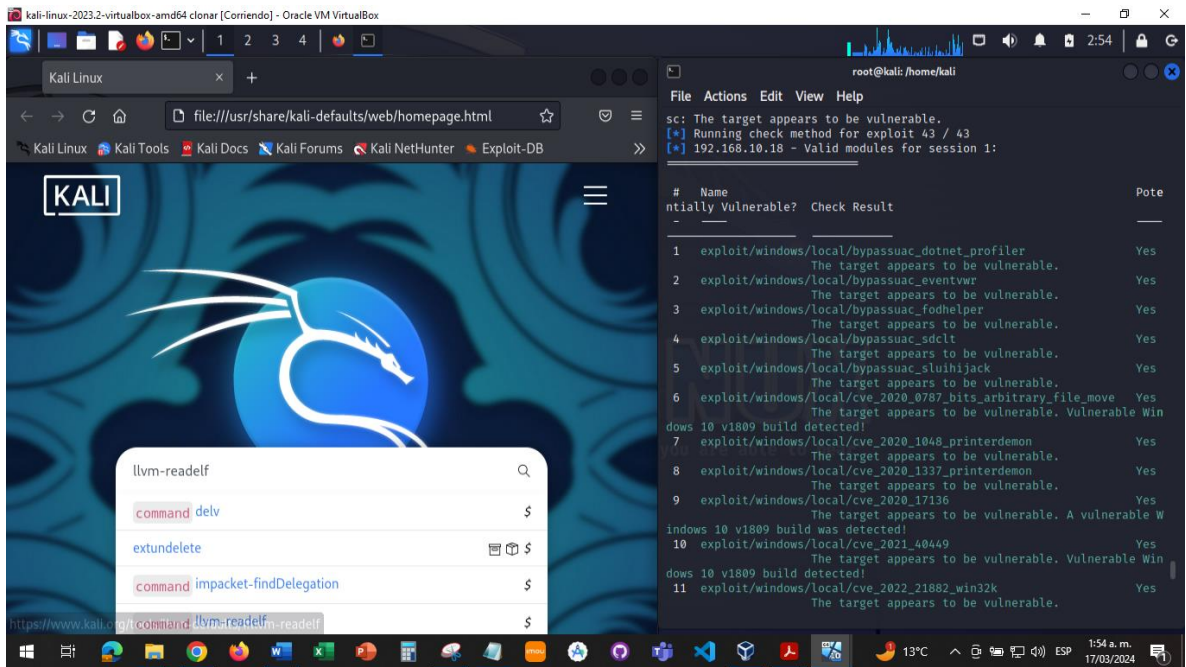 kali-linux-2023.2-virtualbox-amd64 clonar [Corriendo] - Oracle VM VirtualBox
1 2 3 4
2:54
Kali Linux
file:///usr/share/kali-defaults/web/homepage.html
Kali Linux Kali Tools Kali Docs Kali Forums Kali NetHunter Exploit-DB
KALI
llvm-readelf
command delv
extundelete
command impacket-findDelegation
command llvm-readelf
root@kali: /home/kali
File Actions Edit View Help
sc: The target appears to be vulnerable.
[*] Running check method for exploit 43 / 43
[*] 192.168.10.18 - Valid modules for session 1:
# Name Pote
ntially Vulnerable? Check Result
1 exploit/windows/local/bypassuac_dotnet_profiler Yes
The target appears to be vulnerable.
2 exploit/windows/local/bypassuac_eventvwr Yes
The target appears to be vulnerable.
3 exploit/windows/local/bypassuac_fodhelper Yes
The target appears to be vulnerable.
4 exploit/windows/local/bypassuac_sdclt Yes
The target appears to be vulnerable.
5 exploit/windows/local/bypassuac_sluihijack Yes
The target appears to be vulnerable.
6 exploit/windows/local/cve_2020_0787_bits_arbitrary_file_move Yes
The target appears to be vulnerable. Vulnerable Win
dows 10 v1809 build detected!
7 exploit/windows/local/cve_2020_1048_printerdemon Yes
The target appears to be vulnerable.
8 exploit/windows/local/cve_2020_1337_printerdemon Yes
The target appears to be vulnerable.
9 exploit/windows/local/cve_2020_17136 Yes
The target appears to be vulnerable. A vulnerable W
indows 10 v1809 build was detected!
10 exploit/windows/local/cve_2021_40449 Yes
The target appears to be vulnerable. Vulnerable Win
dows 10 v1809 build detected!
11 exploit/windows/local/cve_2022_21882_win32k Yes
The target appears to be vulnerable.
13°C ESP
1:54 a. m.
17/03/2024